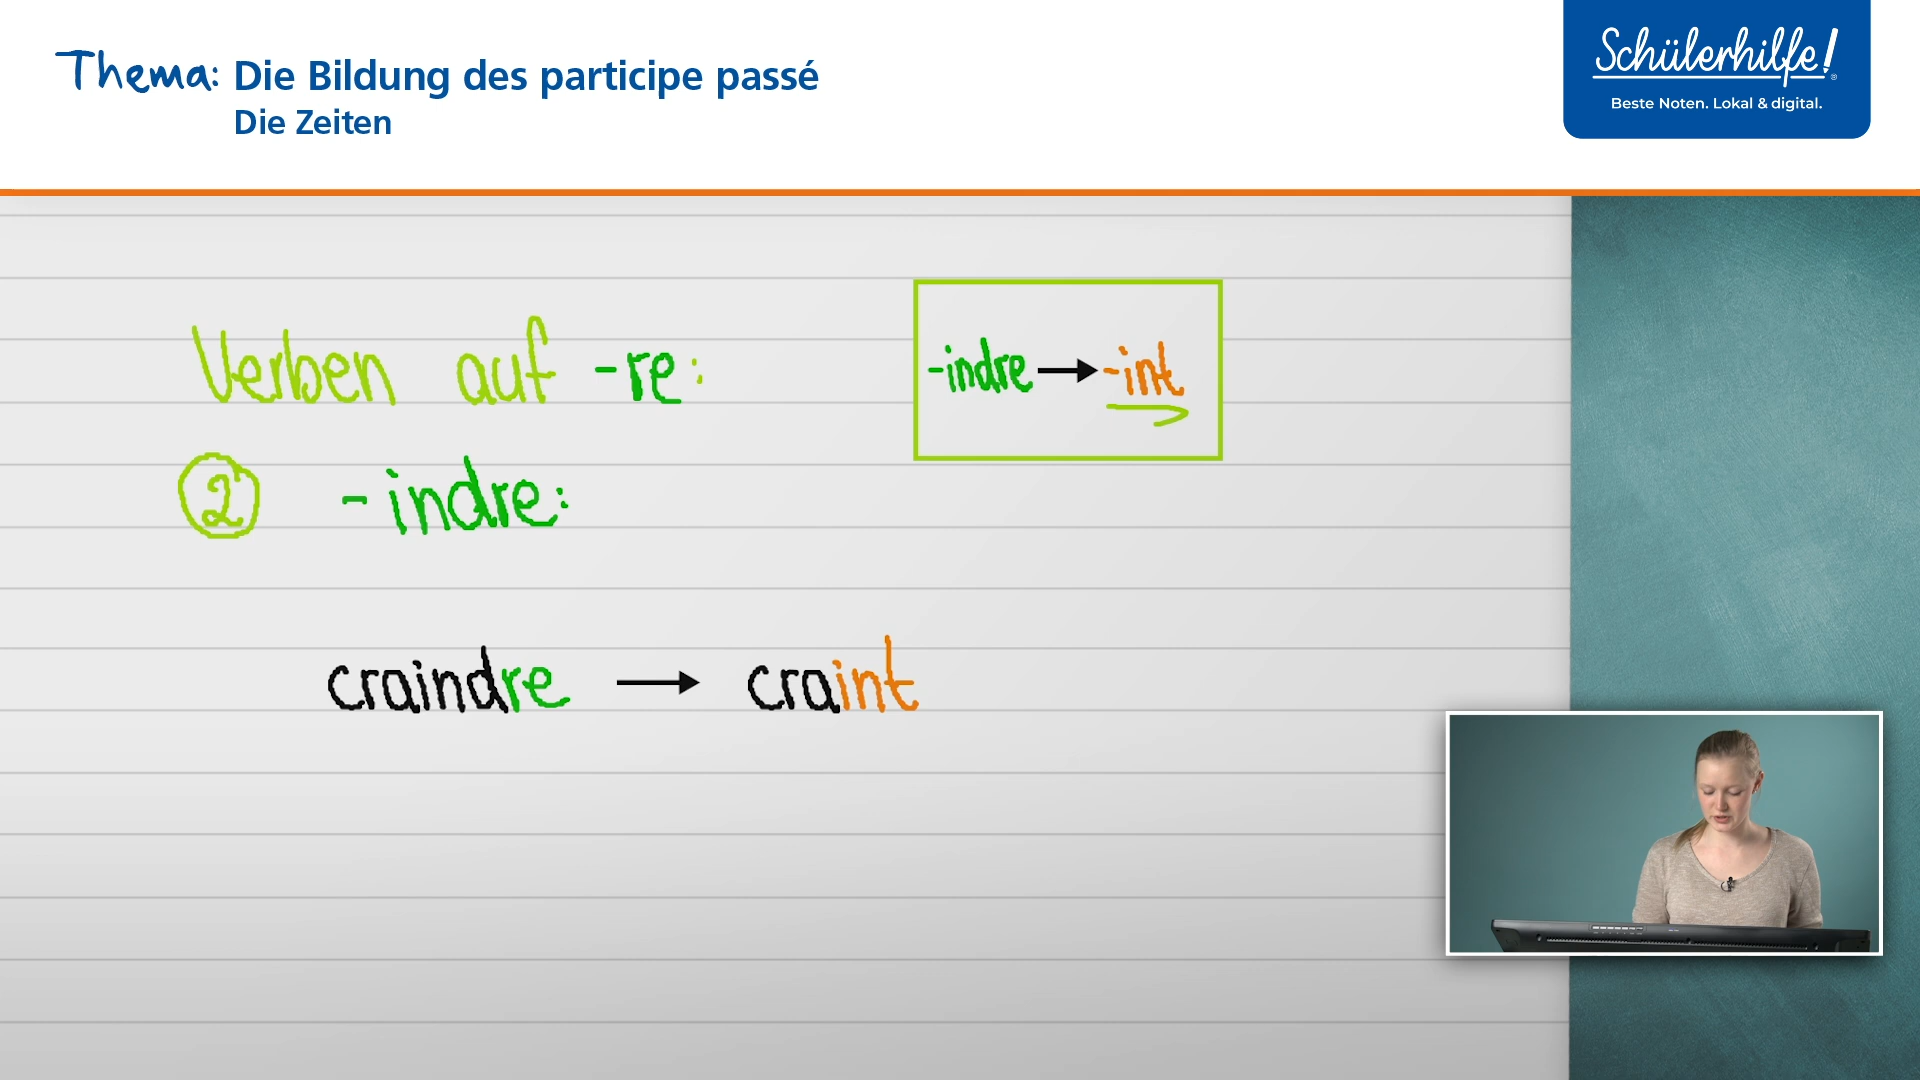 Thema: Die Bildung des participe passé
Die Zeiten
Schülerhilfe!
Beste Noten. Lokal & digital.
Verben auf -re:
-indre → -int
2 -indre:
craindre → craint